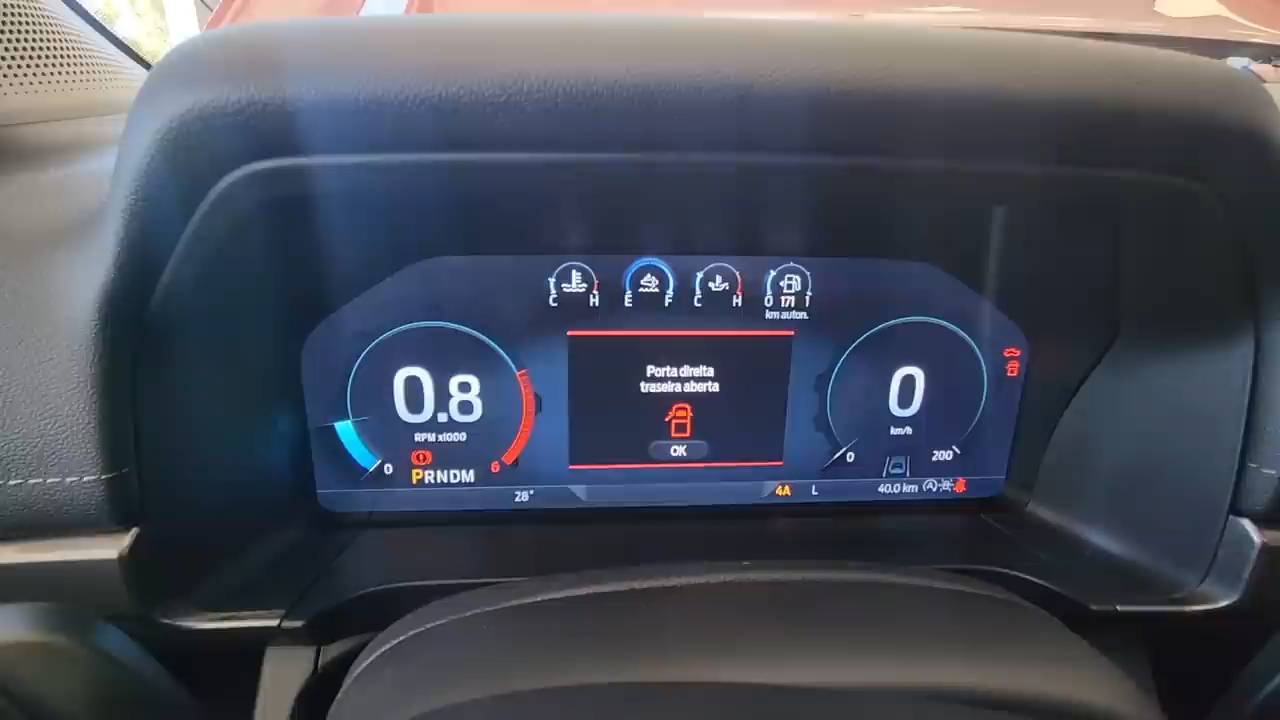 C H E F C H 0 171 1
km auton.
Porta direita
traseira aberta
OK
0.8
RPM x1000
0 6
PRNDM
0
km/h
0 200
28°
4A L
40.0 km